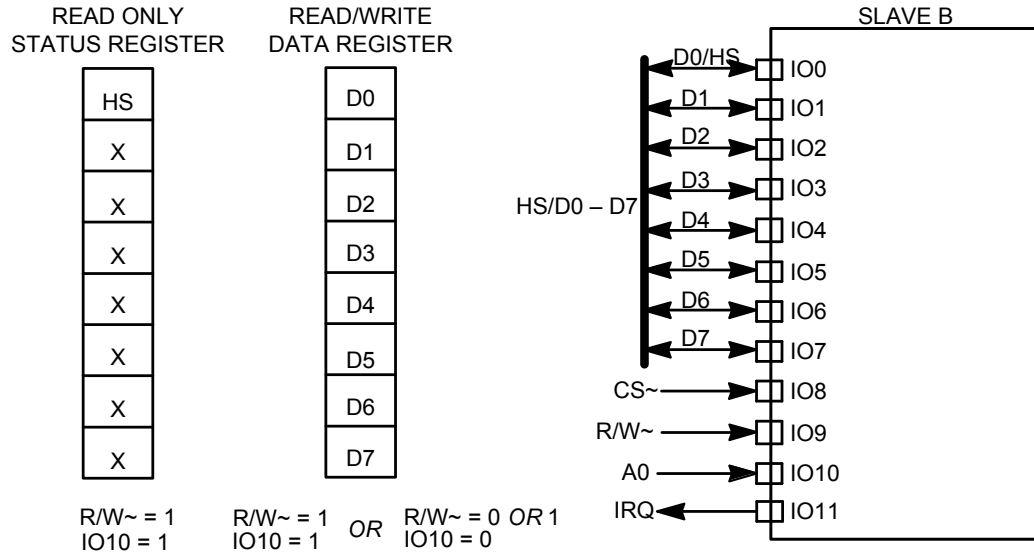 READ ONLY
STATUS REGISTER
HS
X
X
X
X
X
X
X
R/W~ = 1
IO10 = 1
READ/WRITE
DATA REGISTER
D0
D1
D2
D3
D4
D5
D6
D7
R/W~ = 1
IO10 = 1
OR
R/W~ = 0 OR 1
IO10 = 0
SLAVE B
HS/D0 – D7
D0/HS IO0
D1 IO1
D2 IO2
D3 IO3
D4 IO4
D5 IO5
D6 IO6
D7 IO7
CS~ IO8
R/W~ IO9
A0 IO10
IRQ IO11